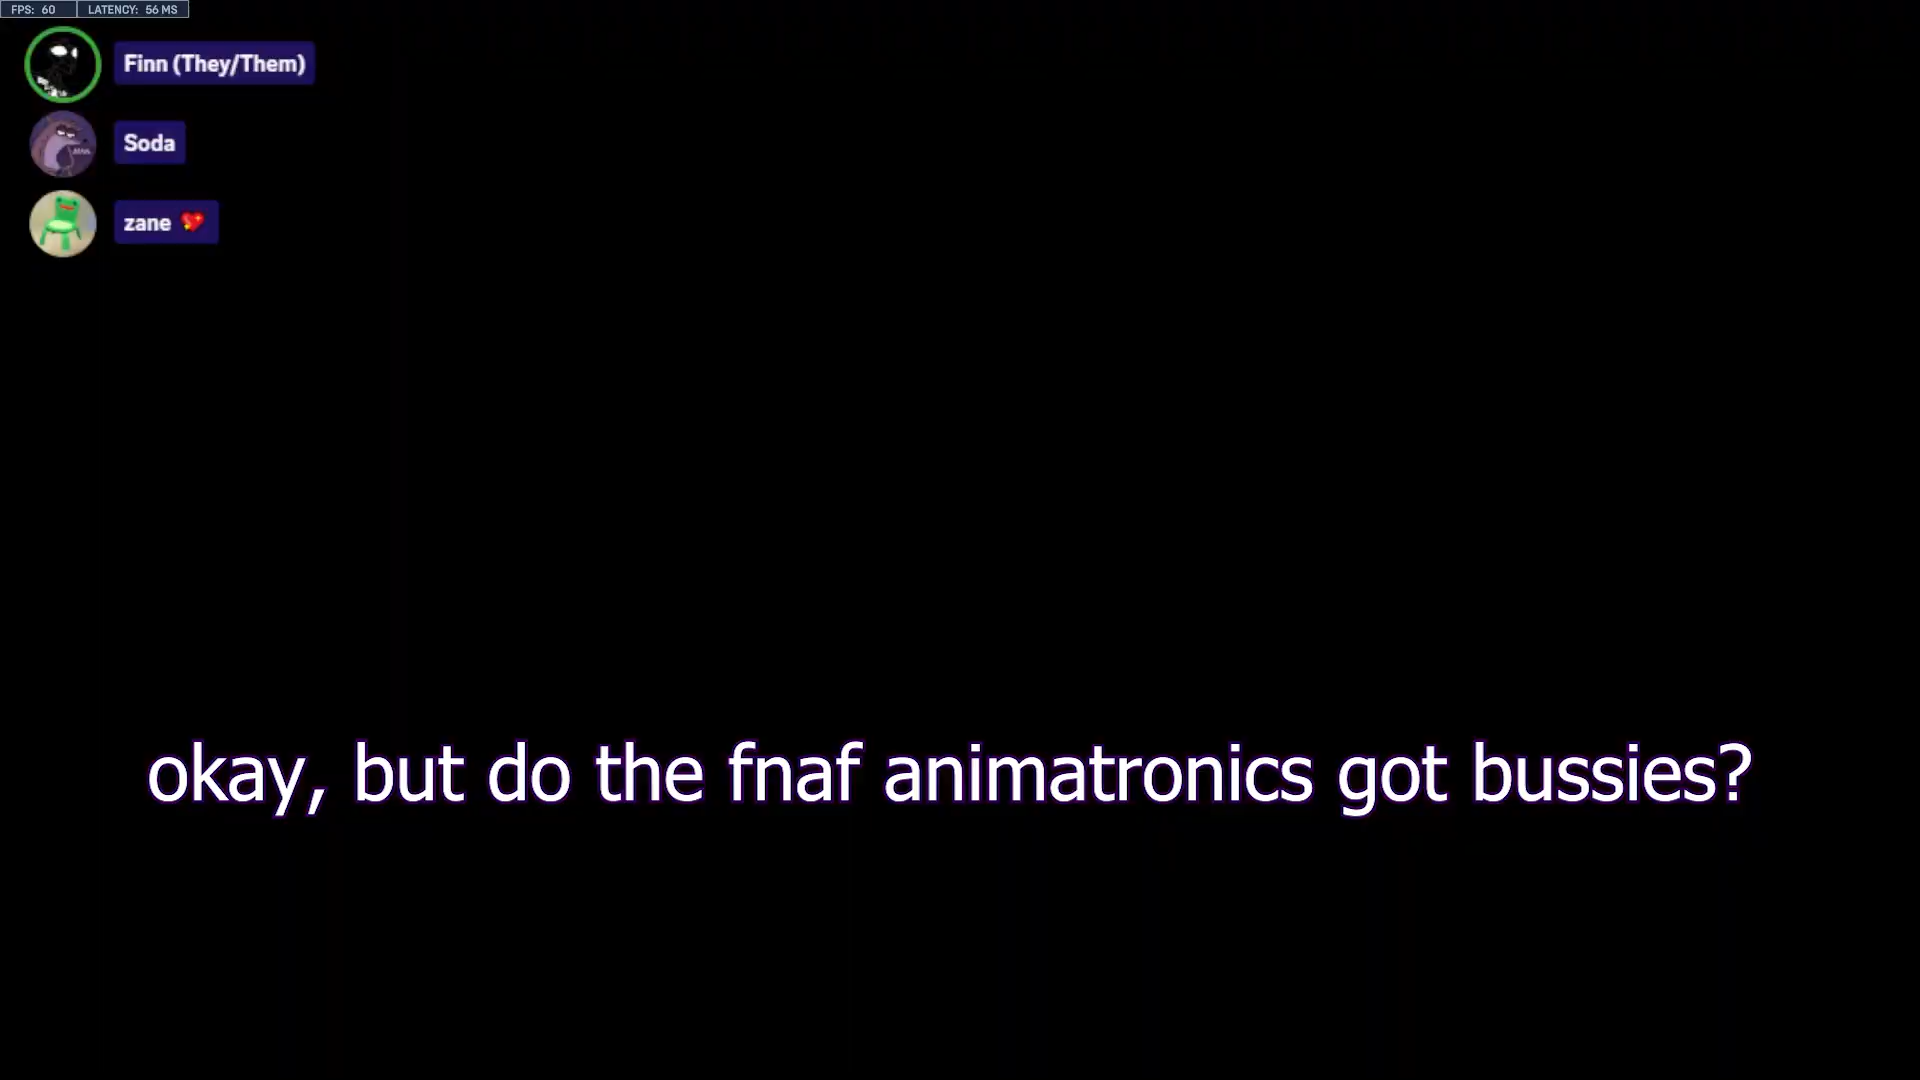 FPS: 60 LATENCY: 56 MS
Finn (They/Them)
Soda
zane
okay, but do the fnaf animatronics got bussies?